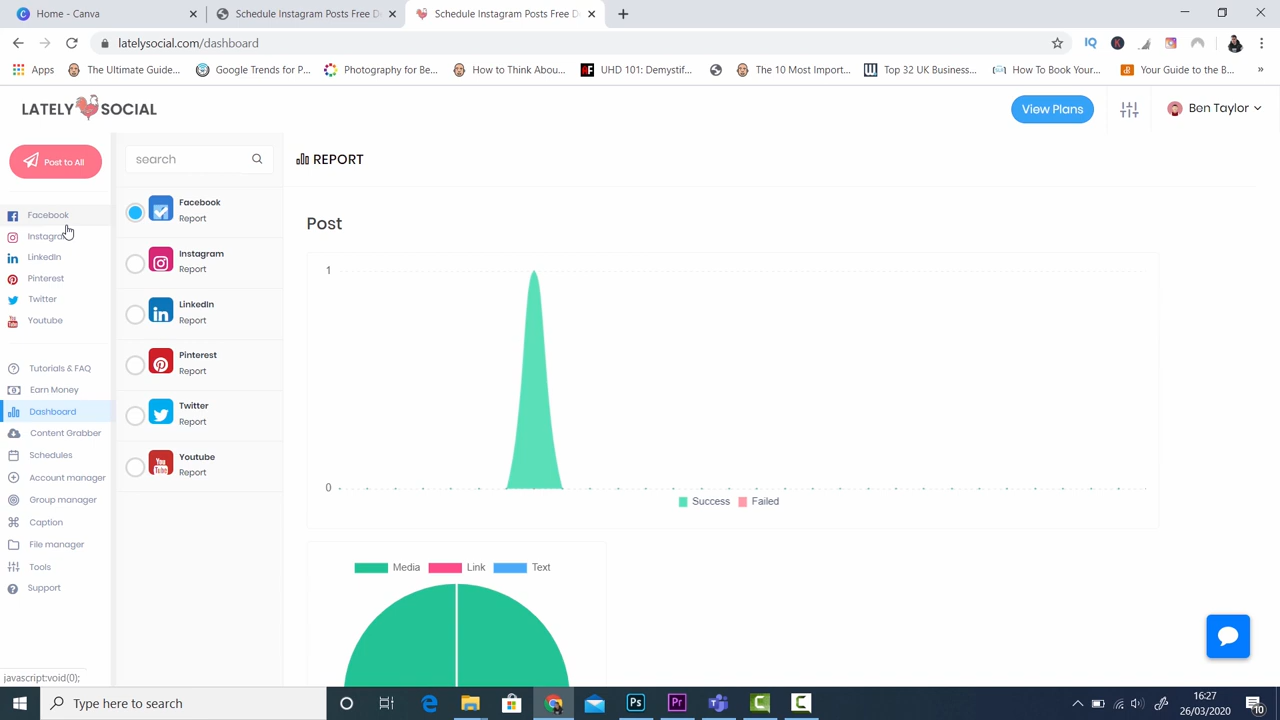 Home - Canva
Schedule Instagram Posts Free D
Schedule Instagram Posts Free D
latelysocial.com/dashboard
IQ
K
Apps
The Ultimate Guide...
Google Trends for P...
Photography for Be...
How to Think Abou...
NF
UHD 101: Demystif...
The 10 Most Import...
Top 32 UK Business...
How To Book Your...
Your Guide to the B...
»
LATELY SOCIAL
View Plans
Ben Taylor
Post to All
search
REPORT
Facebook
Instagram
LinkedIn
Pinterest
Twitter
Youtube
Tutorials & FAQ
Earn Money
Dashboard
Content Grabber
Schedules
Account manager
Group manager
Caption
File manager
Tools
Support
Facebook
Report
Instagram
Report
LinkedIn
Report
Pinterest
Report
Twitter
Report
Youtube
Report
Post
1
0
Success
Failed
Media
Link
Text
javascript:void(0);
Type here to search
Ps
Pr
16:27
26/03/2020
10